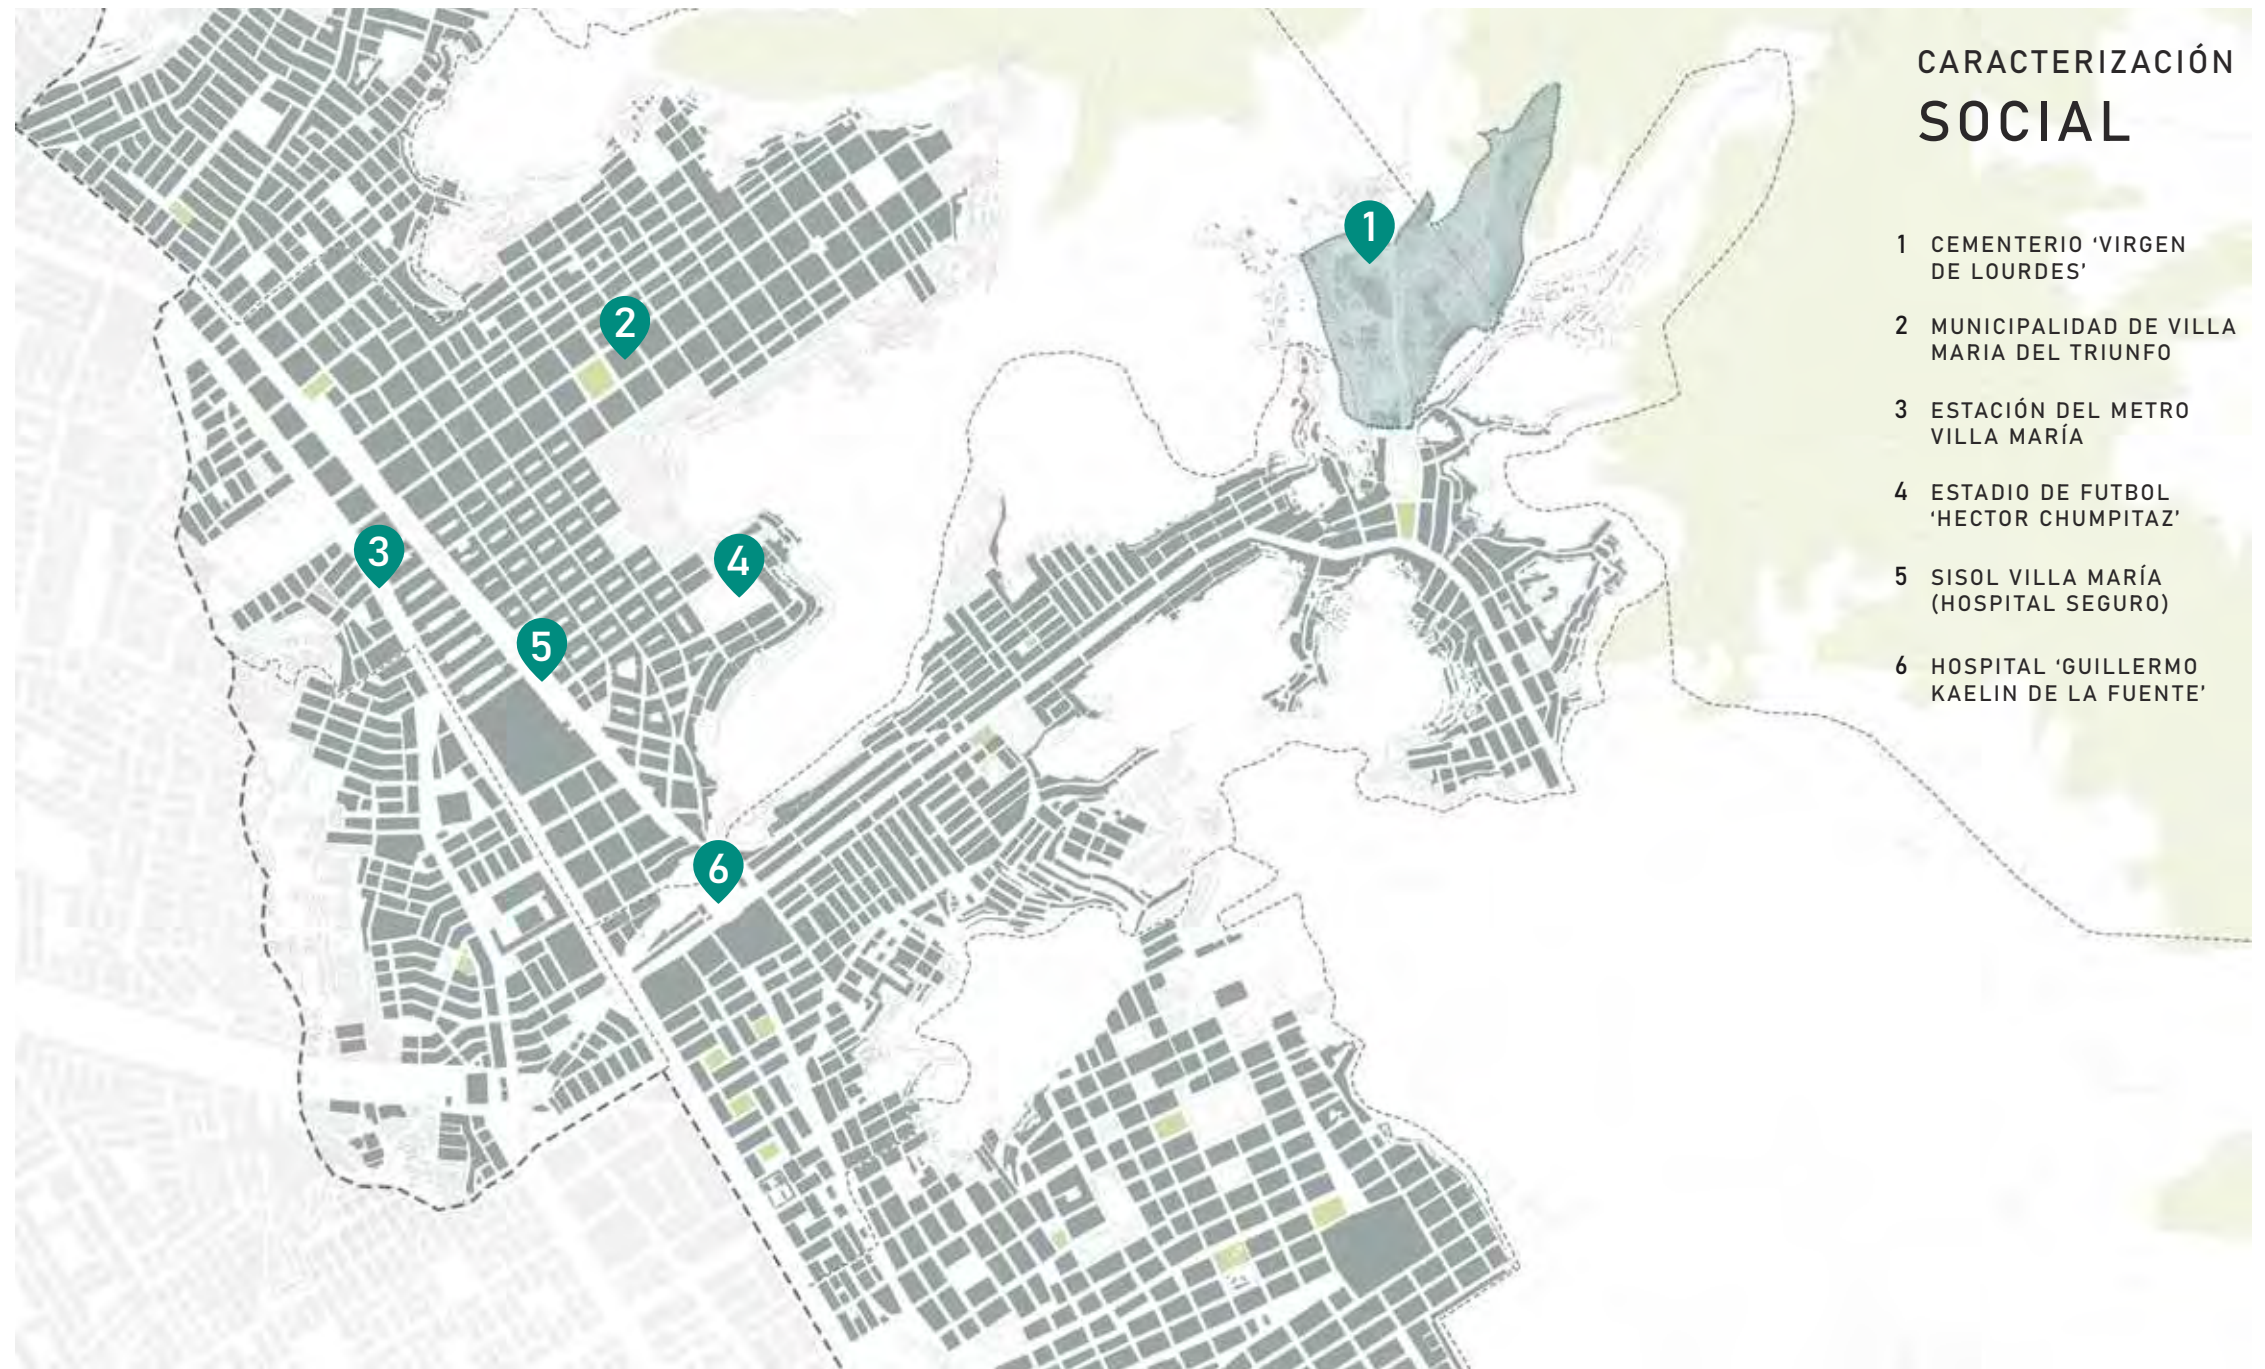 CARACTERIZACIÓN
SOCIAL
1 CEMENTERIO ‘VIRGEN
DE LOURDES’
2 MUNICIPALIDAD DE VILLA
MARIA DEL TRIUNFO
3 ESTACIÓN DEL METRO
VILLA MARÍA
4 ESTADIO DE FUTBOL
‘HECTOR CHUMPITAZ’
5 SISOL VILLA MARÍA
(HOSPITAL SEGURO)
6 HOSPITAL ‘GUILLERMO
KAELIN DE LA FUENTE’
1
2
3
4
5
6